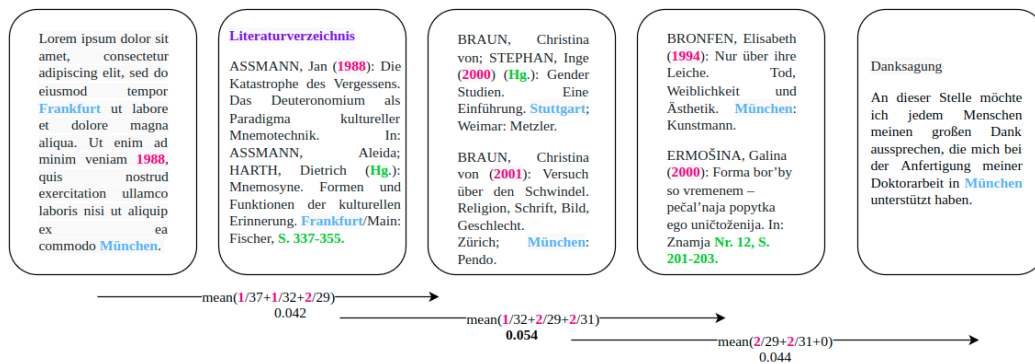 Lorem ipsum dolor sit
amet, consectetur
adipiscing elit, sed do
eiusmod tempor
Frankfurt ut labore
et dolore magna
aliqua. Ut enim ad
minim veniam 1988,
quis nostrud
exercitation ullamco
laboris nisi ut aliquip
ex ea
commodo München.
Literaturverzeichnis
ASSMANN, Jan (1988): Die
Katastrophe des Vergessens.
Das Deuteronomium als
Paradigma kultureller
Mnemotechnik. In:
ASSMANN, Aleida;
HARTH, Dietrich (Hg.):
Mnemosyne. Formen und
Funktionen der kulturellen
Erinnerung. Frankfurt/Main:
Fischer, S. 337-355.
BRAUN, Christina
von; STEPHAN, Inge
(2000) (Hg.): Gender
Studien. Eine
Einführung. Stuttgart;
Weimar: Metzler.
BRAUN, Christina
von (2001): Versuch
über den Schwindel.
Religion, Schrift, Bild,
Geschlecht.
Zürich; München:
Pendo.
BRONFEN, Elisabeth
(1994): Nur über ihre
Leiche. Tod,
Weiblichkeit und
Ästhetik. München:
Kunstmann.
ERMOŠINA, Galina
(2000): Forma bor’by
so vremenem –
pečal’naja popytka
ego uničtoženija. In:
Znamja Nr. 12, S.
201-203.
Danksagung
An dieser Stelle möchte
ich jedem Menschen
meinen großen Dank
aussprechen, die mich bei
der Anfertigung meiner
Doktorarbeit in München
unterstützt haben.
mean(1/37+1/32+2/29)
0.042
mean(1/32+2/29+2/31)
0.054
mean(2/29+2/31+0)
0.044